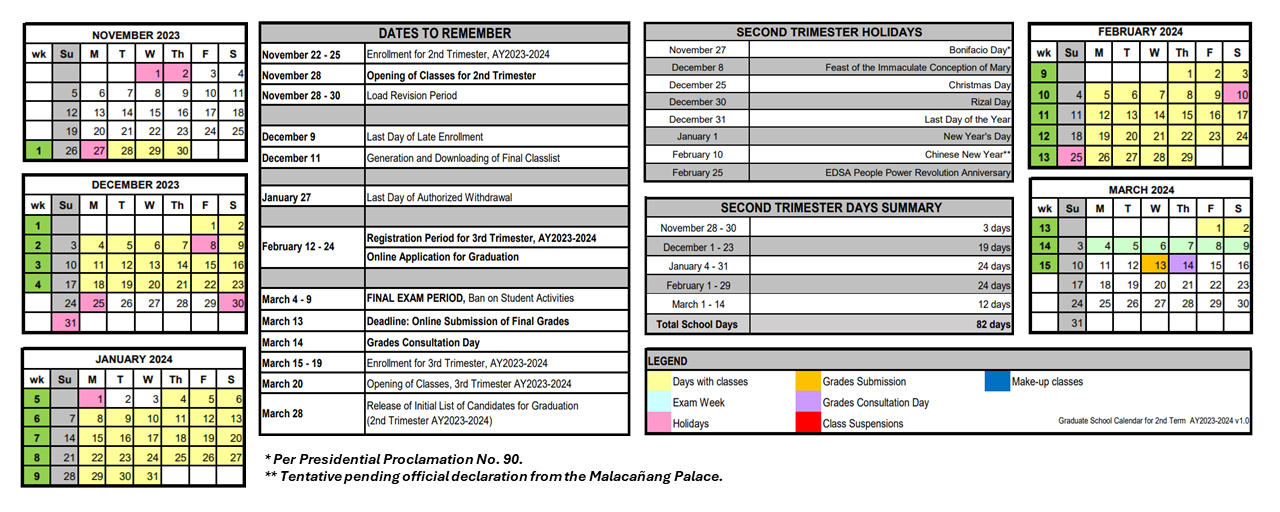 NOVEMBER 2023
wk Su M T W Th F S
1 2 3 4
5 6 7 8 9 10 11
12 13 14 15 16 17 18
19 20 21 22 23 24 25
1 26 27 28 29 30
DECEMBER 2023
wk Su M T W Th F S
1 1 2
2 3 4 5 6 7 8 9
3 10 11 12 13 14 15 16
4 17 18 19 20 21 22 23
24 25 26 27 28 29 30
31
JANUARY 2024
wk Su M T W Th F S
5 1 2 3 4 5 6
6 7 8 9 10 11 12 13
7 14 15 16 17 18 19 20
8 21 22 23 24 25 26 27
9 28 29 30 31
DATES TO REMEMBER
November 22 - 25 Enrollment for 2nd Trimester, AY2023-2024
November 28 Opening of Classes for 2nd Trimester
November 28 - 30 Load Revision Period
December 9 Last Day of Late Enrollment
December 11 Generation and Downloading of Final Classlist
January 27 Last Day of Authorized Withdrawal
February 12 - 24 Registration Period for 3rd Trimester, AY2023-2024
Online Application for Graduation
March 4 - 9 FINAL EXAM PERIOD, Ban on Student Activities
March 13 Deadline: Online Submission of Final Grades
March 14 Grades Consultation Day
March 15 - 19 Enrollment for 3rd Trimester, AY2023-2024
March 20 Opening of Classes, 3rd Trimester AY2023-2024
March 28 Release of Initial List of Candidates for Graduation
(2nd Trimester AY2023-2024)
* Per Presidential Proclamation No. 90.
** Tentative pending official declaration from the Malacañang Palace.
SECOND TRIMESTER HOLIDAYS
November 27 Bonifacio Day*
December 8 Feast of the Immaculate Conception of Mary
December 25 Christmas Day
December 30 Rizal Day
December 31 Last Day of the Year
January 1 New Year's Day
February 10 Chinese New Year**
February 25 EDSA People Power Revolution Anniversary
SECOND TRIMESTER DAYS SUMMARY
November 28 - 30 3 days
December 1 - 23 19 days
January 4 - 31 24 days
February 1 - 29 24 days
March 1 - 14 12 days
Total School Days 82 days
FEBRUARY 2024
wk Su M T W Th F S
9 1 2 3
10 4 5 6 7 8 9 10
11 11 12 13 14 15 16 17
12 18 19 20 21 22 23 24
13 25 26 27 28 29
MARCH 2024
wk Su M T W Th F S
13 1 2
14 3 4 5 6 7 8 9
15 10 11 12 13 14 15 16
17 18 19 20 21 22 23
24 25 26 27 28 29 30
31
LEGEND
Days with classes Grades Submission Make-up classes
Exam Week Grades Consultation Day
Holidays Class Suspensions
Graduate School Calendar for 2nd Term AY2023-2024 v1.0